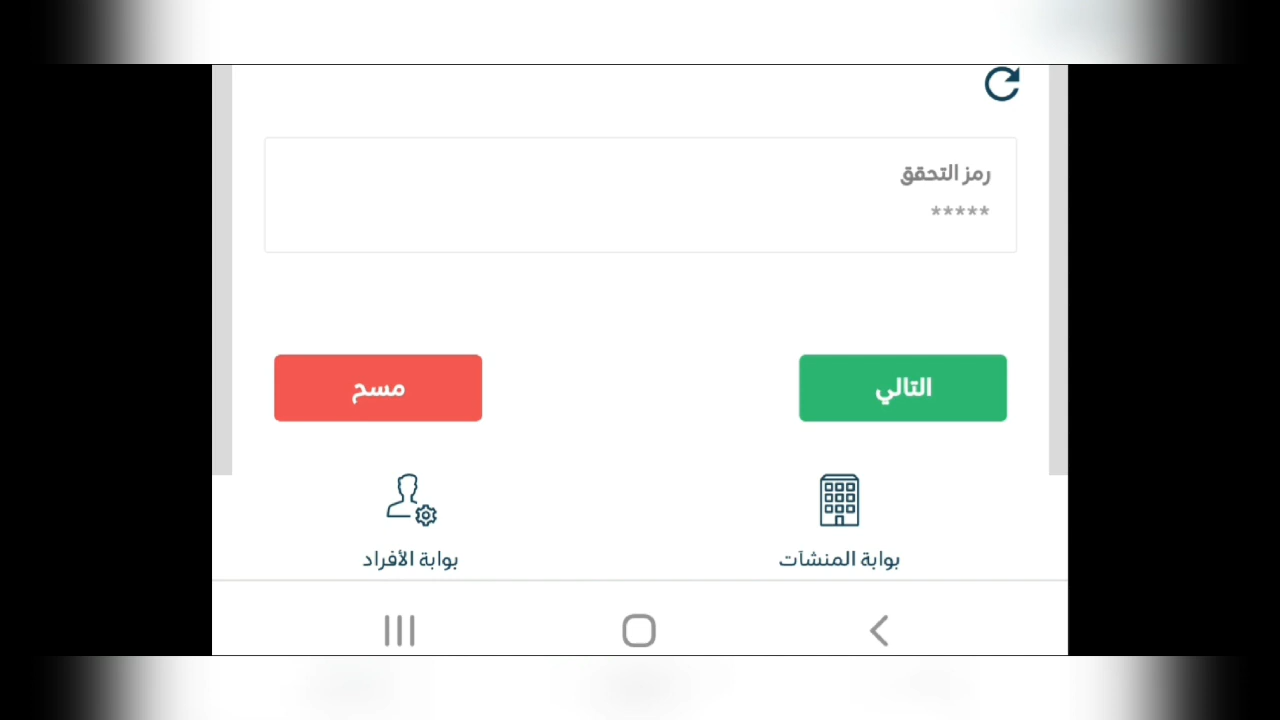 رمز التحقق
*****
التالي
مسح
بوابة المنشآت
بوابة الأفراد